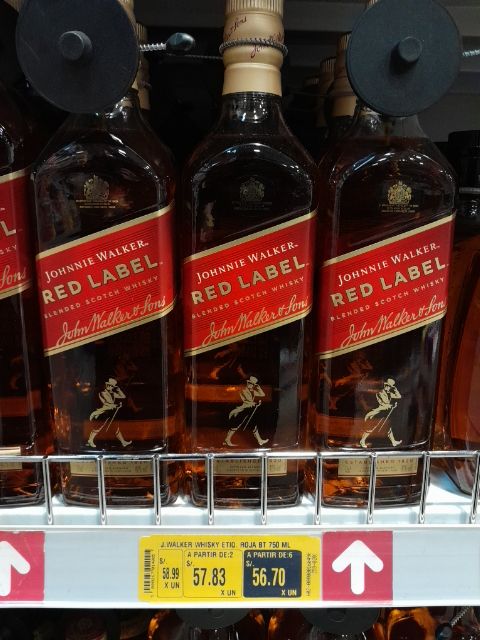 JOHNNIE WALKER.
RED LABEL.
BLENDED SCOTCH WHISKY
John Walker & Sons
JOHNNIE WALKER.
RED LABEL.
BLENDED SCOTCH WHISKY
John Walker & Sons
JOHNNIE WALKER.
RED LABEL.
BLENDED SCOTCH WHISKY
John Walker & Sons
L.
SKY
Sons
J.WALKER WHISKY ETIQ. ROJA BT 750 ML
S/. 58.99 X UN
A PARTIR DE:2
S/. 57.83
X UN
A PARTIR DE:6
S/. 56.70
X UN